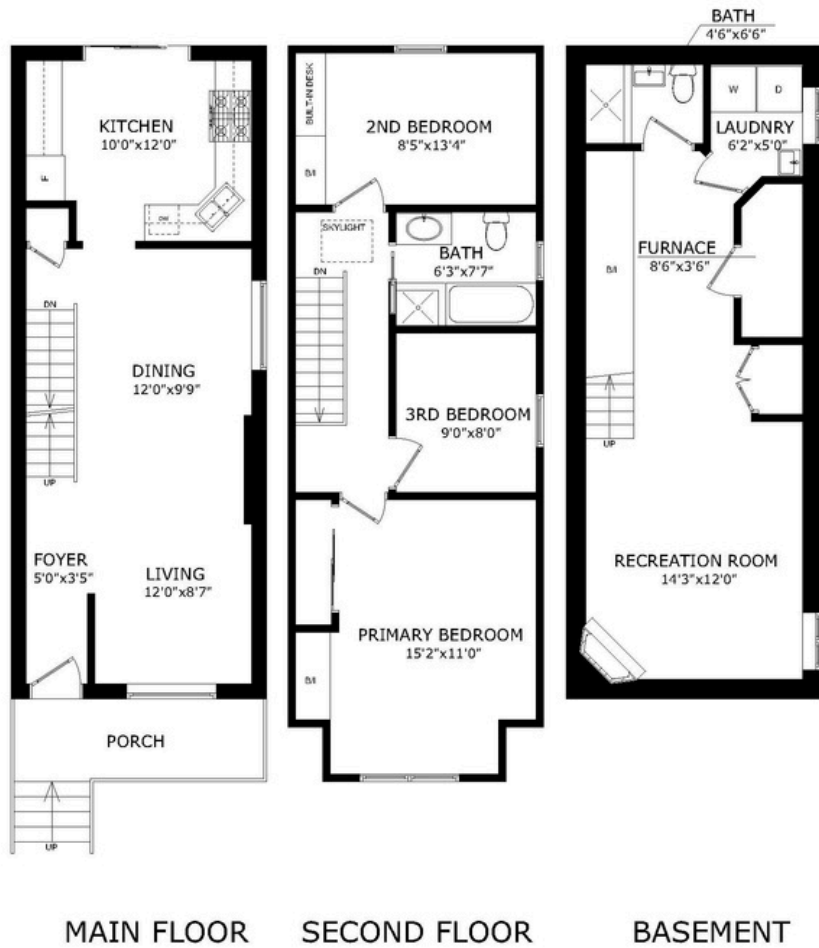 BATH
4'6"x6'6"
KITCHEN
10'0"x12'0"
DW
DN
DINING
12'0"x9'9"
UP
FOYER
5'0"x3'5"
LIVING
12'0"x8'7"
PORCH
UP
BUILT-IN DESK
2ND BEDROOM
8'5"x13'4"
B/I
SKYLIGHT
DN
BATH
6'3"x7'7"
3RD BEDROOM
9'0"x8'0"
PRIMARY BEDROOM
15'2"x11'0"
B/I
W
D
LAUDNRY
6'2"x5'0"
FURNACE
8'6"x3'6"
B/I
UP
RECREATION ROOM
14'3"x12'0"
MAIN FLOOR
SECOND FLOOR
BASEMENT